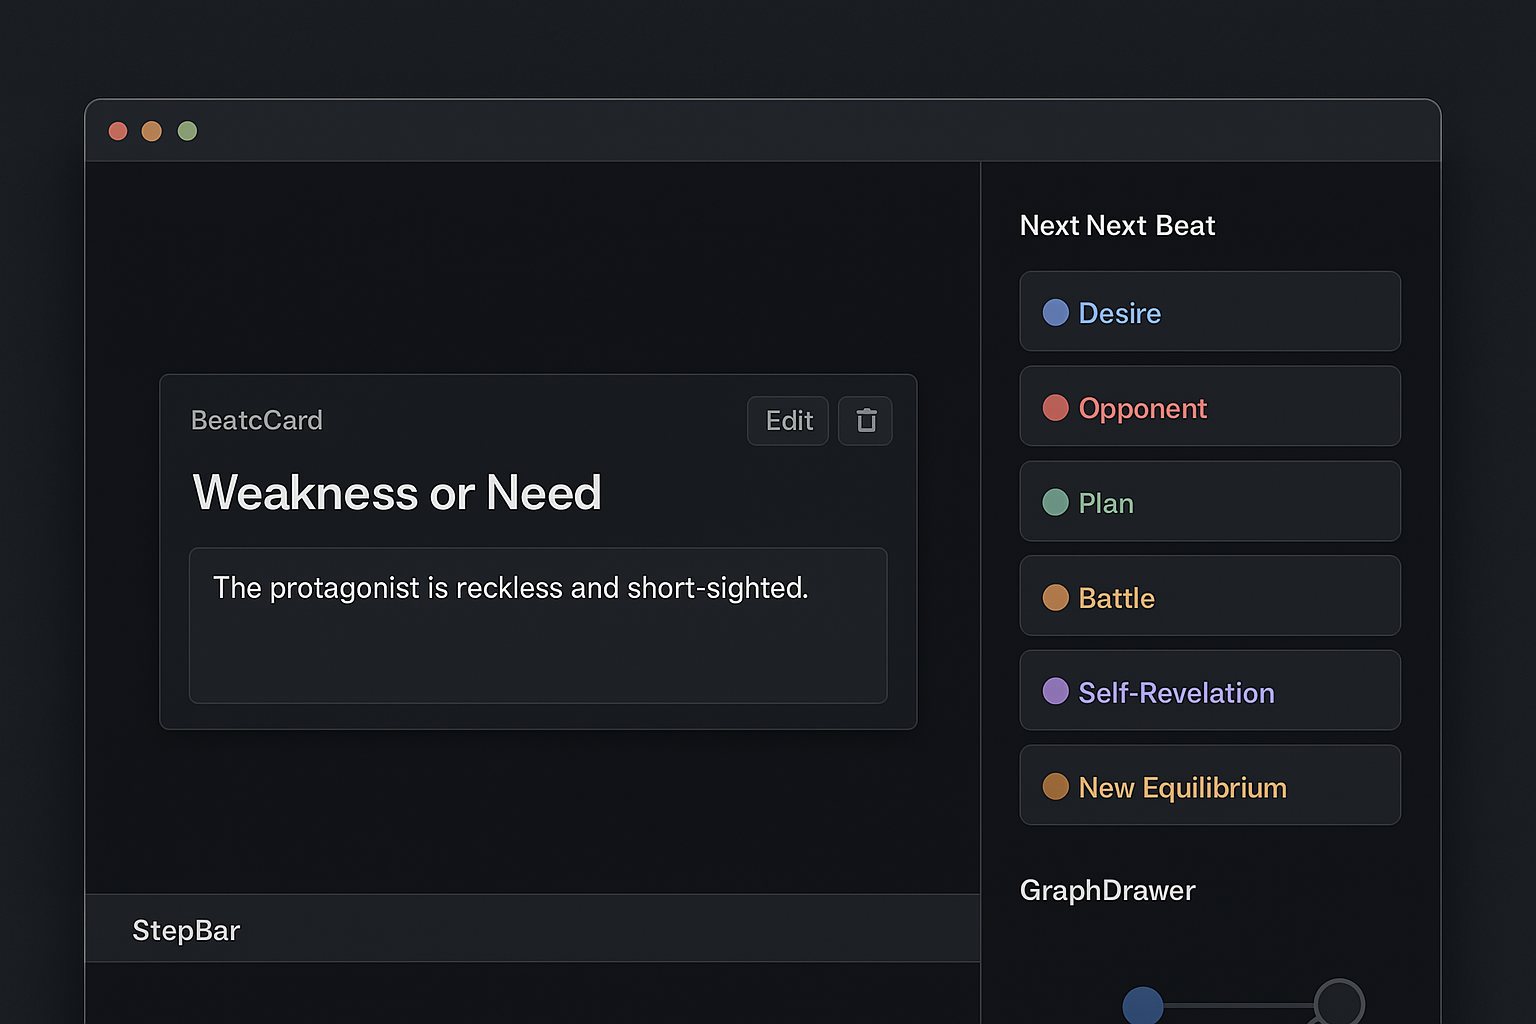 BeatcCard
Edit
Weakness or Need
The protagonist is reckless and short-sighted.
StepBar
Next Next Beat
Desire
Opponent
Plan
Battle
Self-Revelation
New Equilibrium
GraphDrawer